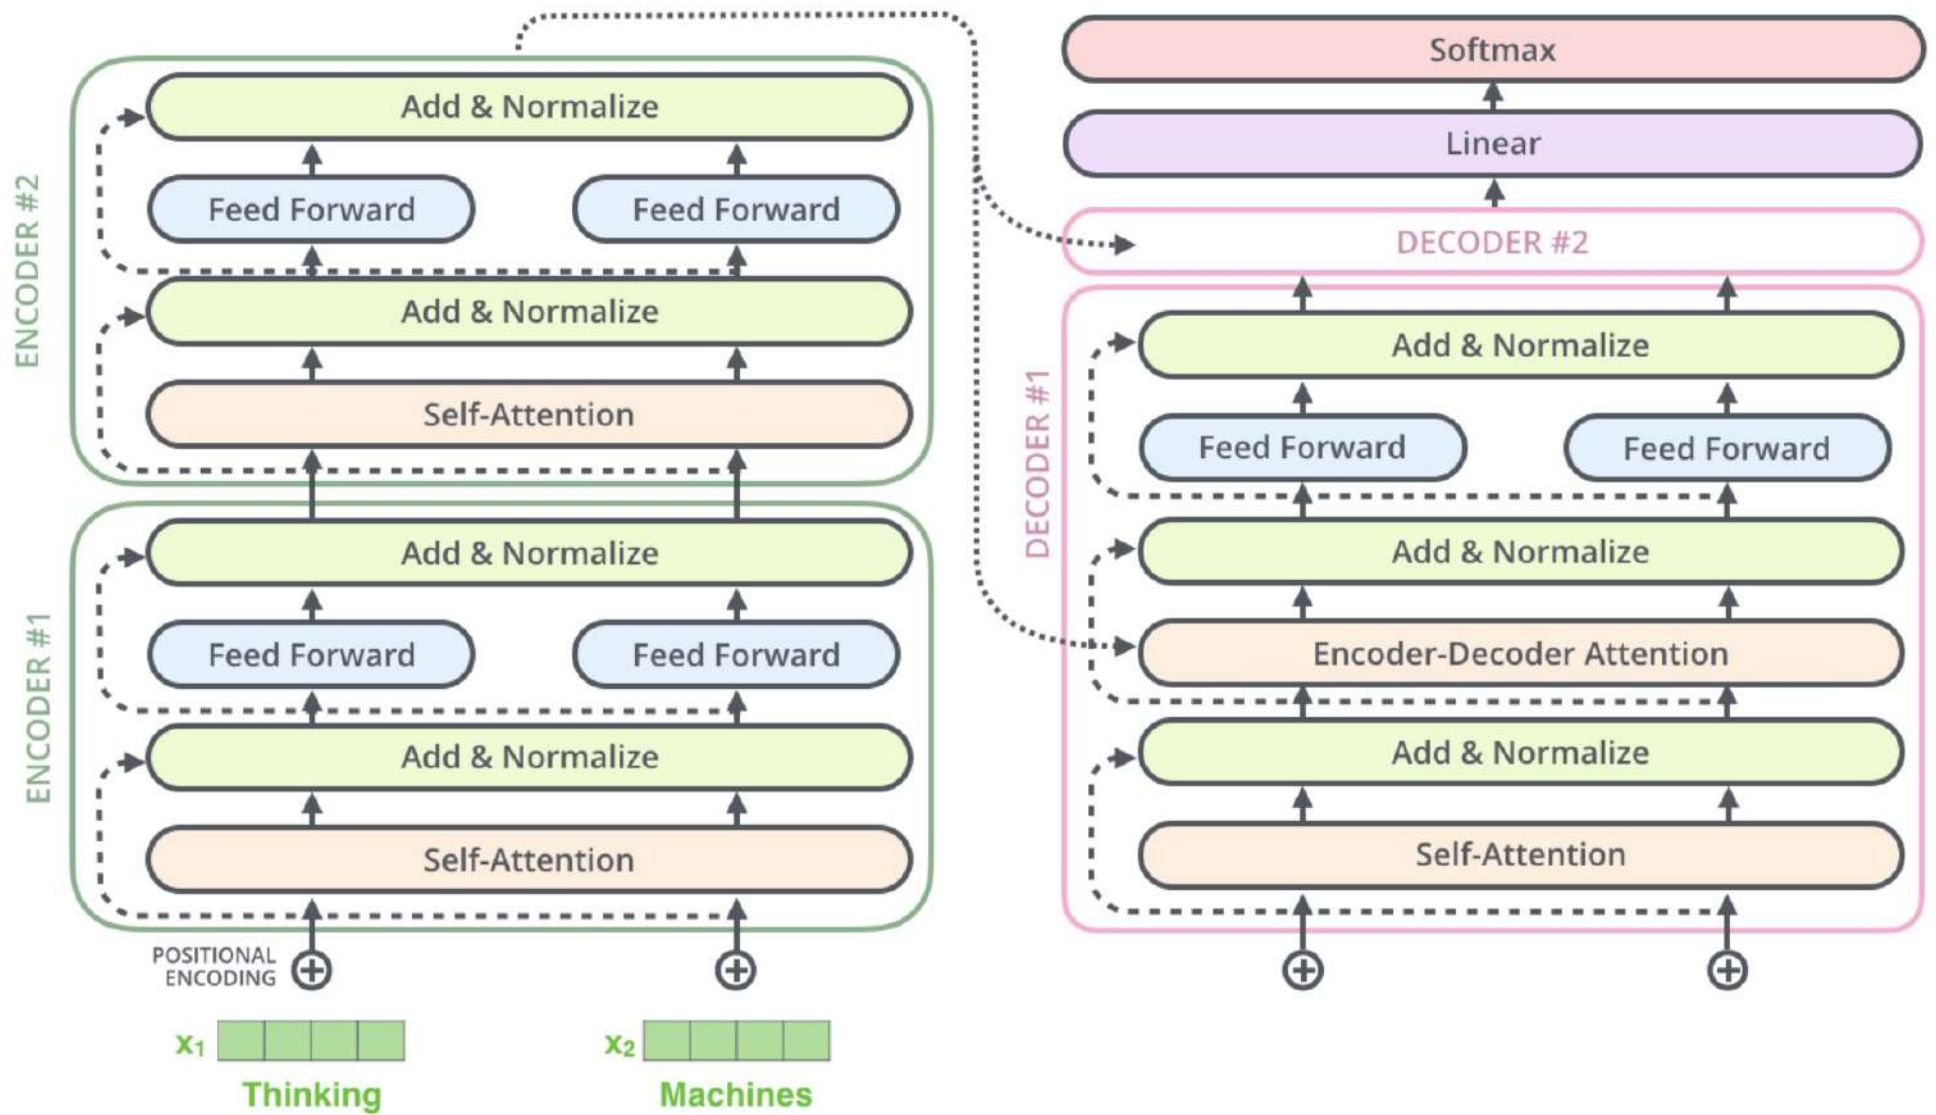 ENCODER #2
Add & Normalize
Feed Forward
Feed Forward
Add & Normalize
Self-Attention
ENCODER #1
Add & Normalize
Feed Forward
Feed Forward
Add & Normalize
Self-Attention
POSITIONAL
ENCODING
x₁
x₂
Thinking
Machines
Softmax
Linear
DECODER #2
DECODER #1
Add & Normalize
Feed Forward
Feed Forward
Add & Normalize
Encoder-Decoder Attention
Add & Normalize
Self-Attention